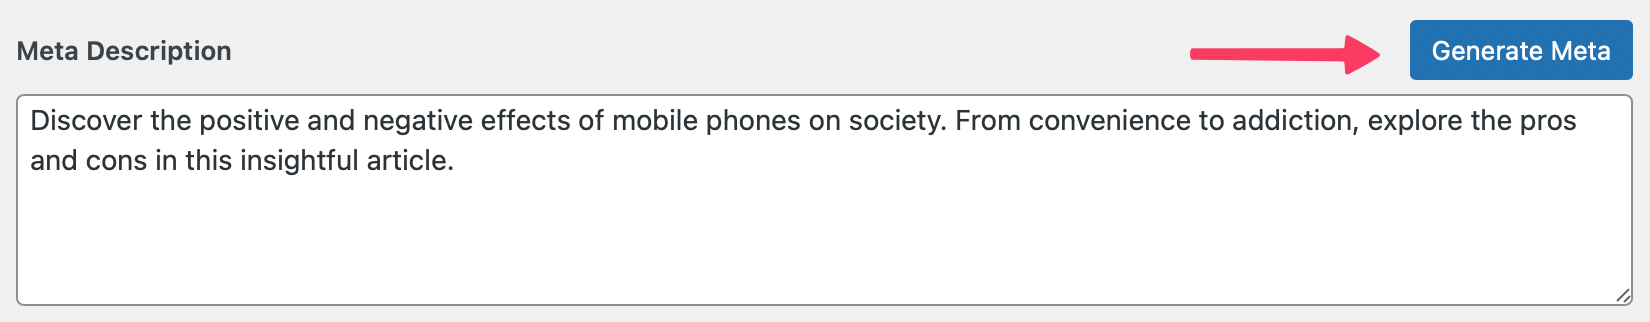 Meta Description
Generate Meta
Discover the positive and negative effects of mobile phones on society. From convenience to addiction, explore the pros
and cons in this insightful article.